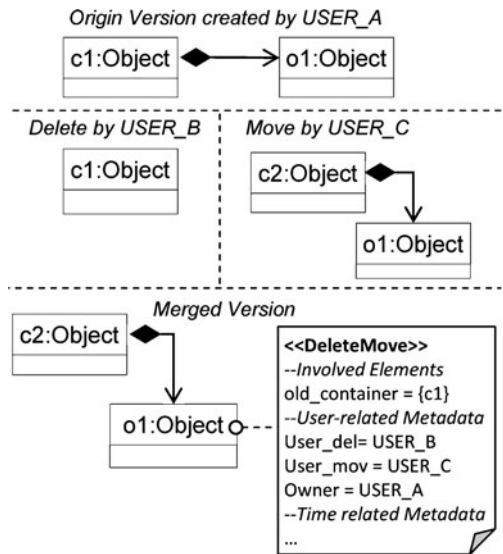 Origin Version created by USER_A
c1:Object
o1:Object
Delete by USER_B
c1:Object
Move by USER_C
c2:Object
o1:Object
Merged Version
c2:Object
o1:Object
<<DeleteMove>>
--Involved Elements
old_container = {c1}
--User-related Metadata
User_del= USER_B
User_mov = USER_C
Owner = USER_A
--Time related Metadata
...